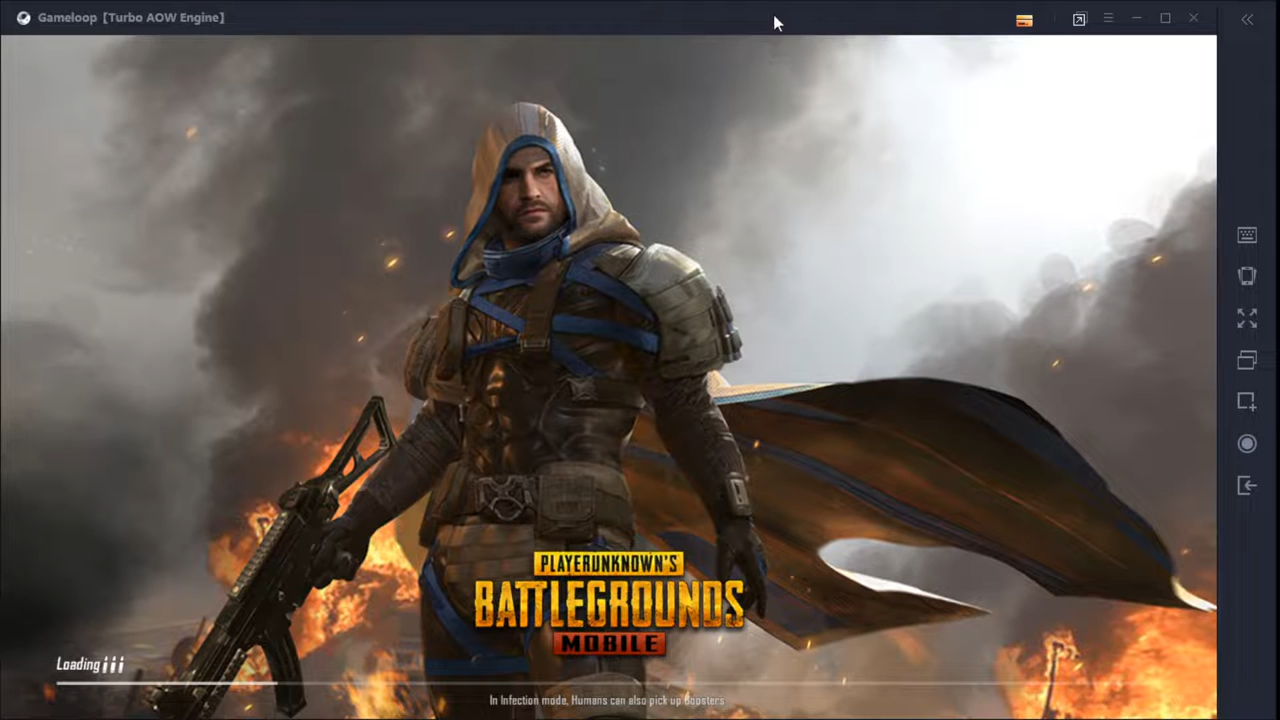 Gameloop [Turbo AOW Engine]
PLAYERUNKNOWN'S
BATTLEGROUNDS
MOBILE
Loading
In Infection mode, Humans can also pick up Boosters